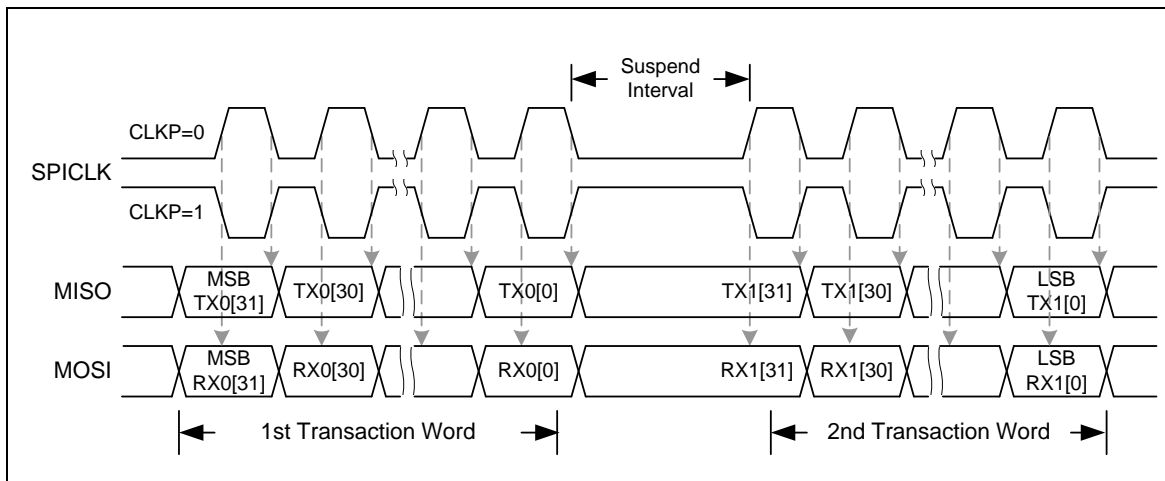 Suspend
Interval
CLKP=0
SPICLK
CLKP=1
MISO
MSB
TX0[31]
TX0[30]
TX0[0]
TX1[31]
TX1[30]
LSB
TX1[0]
MOSI
MSB
RX0[31]
RX0[30]
RX0[0]
RX1[31]
RX1[30]
LSB
RX1[0]
1st Transaction Word
2nd Transaction Word